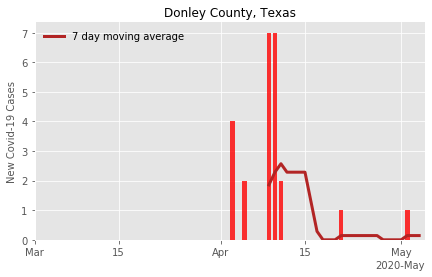 Donley County, Texas
7 day moving average
New Covid-19 Cases
7
6
5
4
3
2
1
0
Mar 15 Apr 15 May
2020-May